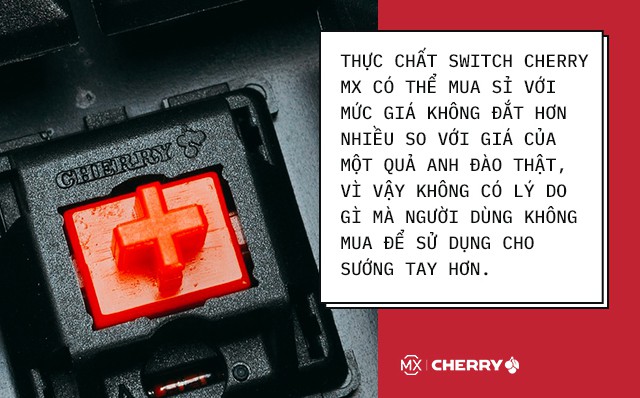 CHERRY
THỰC CHẤT SWITCH CHERRY
MX CÓ THỂ MUA SỈ VỚI
MỨC GIÁ KHÔNG ĐẮT HƠN
NHIỀU SO VỚI GIÁ CỦA
MỘT QUẢ ANH ĐÀO THẬT,
VÌ VẬY KHÔNG CÓ LÝ DO
GÌ MÀ NGƯỜI DÙNG KHÔNG
MUA ĐỂ SỬ DỤNG CHO
SƯỚNG TAY HƠN.
MX CHERRY